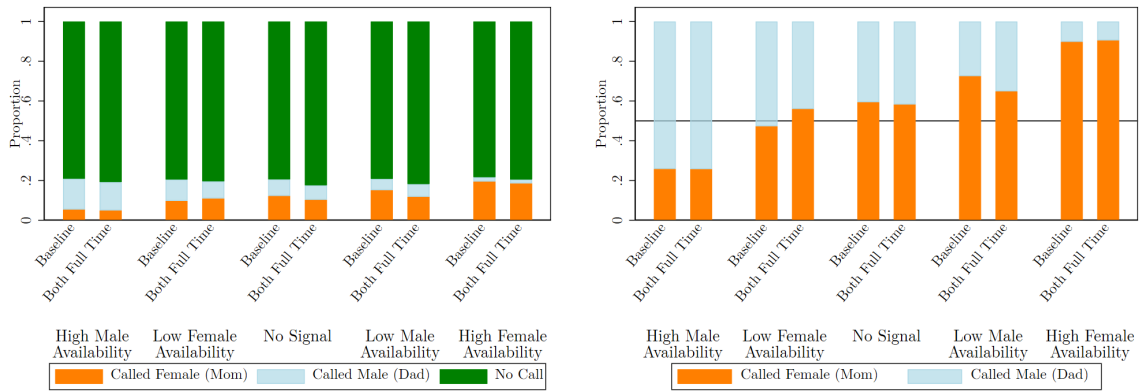 Proportion
1
.8
.6
.4
.2
0
Baseline
Both Full Time
Baseline
Both Full Time
Baseline
Both Full Time
Baseline
Both Full Time
Baseline
Both Full Time
High Male
Availability
Low Female
Availability
No Signal
Low Male
Availability
High Female
Availability
Called Female (Mom) Called Male (Dad) No Call
Proportion
1
.8
.6
.4
.2
0
Baseline
Both Full Time
Baseline
Both Full Time
Baseline
Both Full Time
Baseline
Both Full Time
Baseline
Both Full Time
High Male
Availability
Low Female
Availability
No Signal
Low Male
Availability
High Female
Availability
Called Female (Mom) Called Male (Dad)